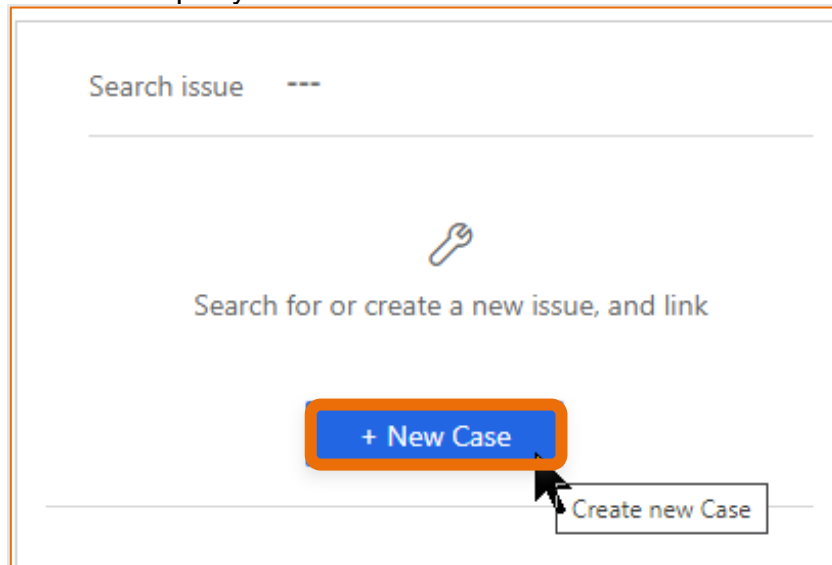 Search issue ---
Search for or create a new issue, and link
+ New Case
Create new Case